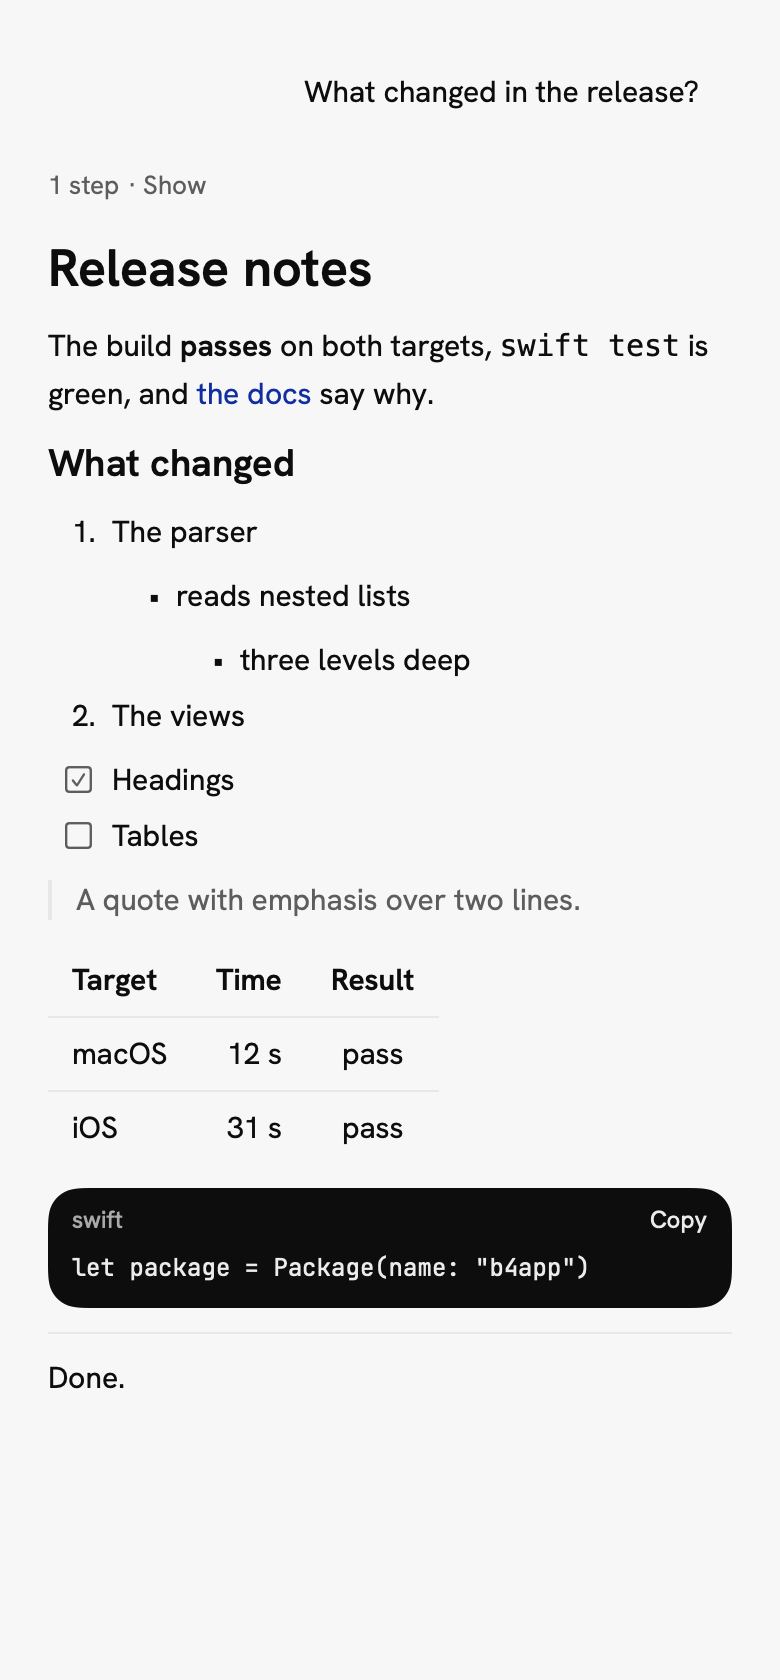 What changed in the release?
1 step · Show
Release notes
The build passes on both targets, swift test is
green, and the docs say why.
What changed
1. The parser
▪ reads nested lists
▪ three levels deep
2. The views
Headings
Tables
A quote with emphasis over two lines.
Target Time Result
macOS 12 s pass
iOS 31 s pass
swift Copy
let package = Package(name: "b4app")
Done.